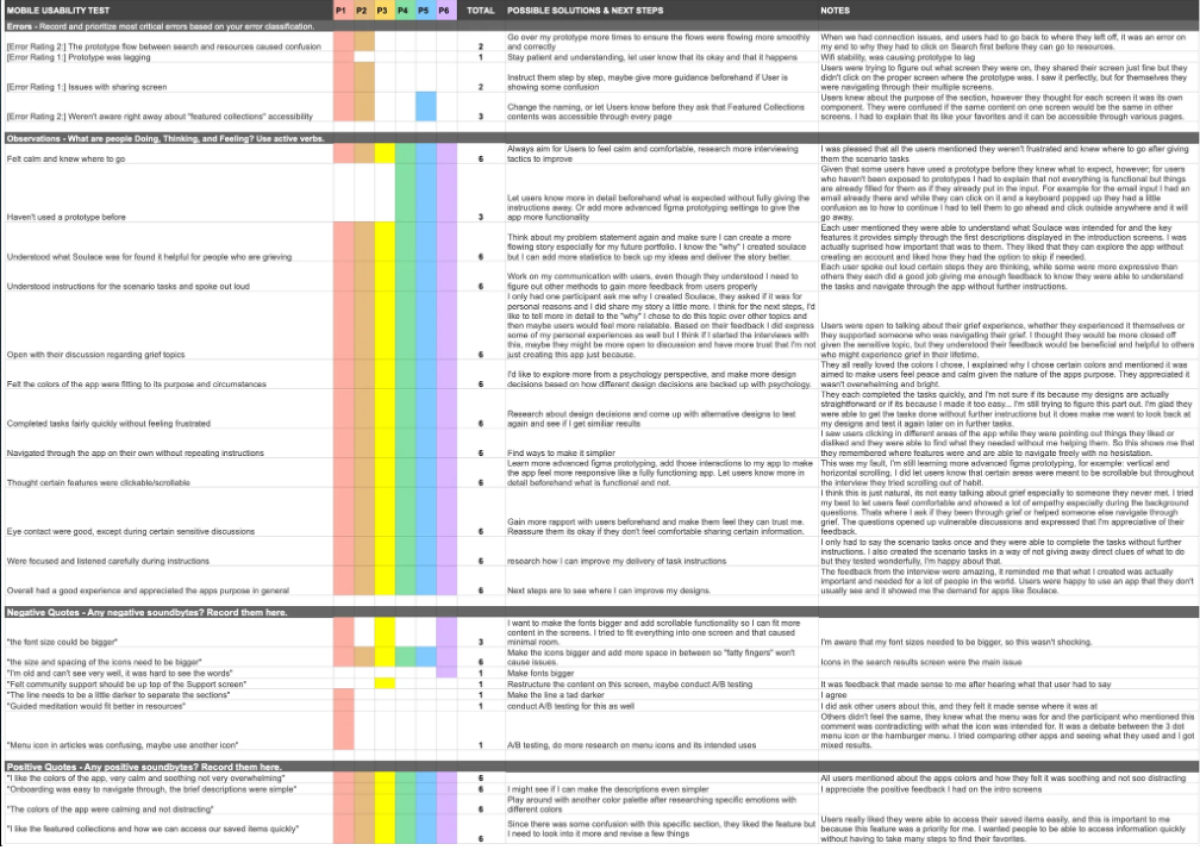 MOBILE USABILITY TEST P1 P2 P3 P4 P5 P6 TOTAL POSSIBLE SOLUTIONS & NEXT STEPS NOTES
Errors - Record and prioritize most critical errors based on your error classification.
[Error Rating 2:] The prototype flow between search and resources caused confusion
2
Go over my prototype more times to ensure the flows were flowing more smoothly
and correctly
When we had connection issues, and users had to go back to where they left off, it was an error on
my end to why they had to click on Search first before they can go to resources.
[Error Rating 1:] Prototype was lagging
1
Stay patient and understanding, let user know that its okay and that it happens
Wifi stability, was causing prototype to lag
[Error Rating 1:] Issues with sharing screen
2
Instruct them step by step, maybe give more guidance beforehand if User is
showing some confusion
Users were trying to figure out what screen they were on, they shared their screen just fine but they
didn't click on the proper screen where the prototype was. I saw it perfectly, but for themselves they
were navigating through their multiple screens.
[Error Rating 2:] Weren't aware right away about "featured collections" accessibility
3
Change the naming, or let Users know before they ask that Featured Collections
contents was accessible through every page
Users knew about the purpose of the section, however they thought for each screen it was its own
component. They were confused if the same content on one screen would be the same in other
screens. I had to explain that its like your favorites and it can be accessible through various pages.
Observations - What are people Doing, Thinking, and Feeling? Use active verbs.
Felt calm and knew where to go
6
Always aim for Users to feel calm and comfortable, research more interviewing
tactics to improve
I was pleased that all the users mentioned they weren't frustrated and knew where to go after giving
them the scenario tasks
Haven't used a prototype before
3
Let users know more in detail beforehand what is expected without fully giving the
instructions away. Or add more advanced figma prototyping settings to give the
app more functionality
Given that some users have used a prototype before they knew what to expect, however; for users
who haven't been exposed to prototypes I had to explain that not everything is functional but things
are already filled for them as if they already put in the input. For example for the email input I had an
email already there and while they can click on it and a keyboard popped up they had a little
confusion as to how to continue I had to tell them to go ahead and click outside anywhere and it will
go away.
Understood what Soulace was for found it helpful for people who are grieving
6
Think about my problem statement again and make sure I can create a more
flowing story especially for my future portfolio. I know the "why" I created soulace
but I can add more statistics to back up my ideas and deliver the story better.
Each user mentioned they were able to understand what Soulace was intended for and the key
features it provides simply through the first descriptions displayed in the introduction screens. I was
actually suprised how important that was to them. They liked that they can explore the app without
creating an account and liked how they had the option to skip if needed.
Understood instructions for the scenario tasks and spoke out loud
6
Work on my communication with users, even though they understood I need to
figure out other methods to gain more feedback from users properly
Each user spoke out loud certain steps they are thinking, while some were more expressive than
others they each did a good job giving me enough feedback to know they were able to understand
the tasks and navigate through the app without further instructions.
Open with their discussion regarding grief topics
6
I only had one participant ask me why I created Soulace, they asked if it was for
personal reasons and I did share my story a little more. I think for the next steps, I'd
like to tell more in detail to the "why" I chose to do this topic over other topics and
then maybe users would feel more relatable. Based on their feedback I did express
some of my personal experiences as well but I think if I started the interviews with
this, maybe they might be more open to discussion and have more trust that I'm not
just creating this app just because.
Users were open to talking about their grief experience, whether they experienced it themselves or
they supported someone who was navigating their grief. I thought they would be more closed off
given the sensitive topic, but they understood their feedback would be beneficial and helpful to others
who might experience grief in their lifetime.
Felt the colors of the app were fitting to its purpose and circumstances
6
I'd like to explore more from a psychology perspective, and make more design
decisions based on how different design decisions are backed up with psychology.
They all really loved the colors I chose, I explained why I chose certain colors and mentioned it was
aimed to make users feel peace and calm given the nature of the apps purpose. They appreciated it
wasn't overwhelming and bright.
Completed tasks fairly quickly without feeling frustrated
6
Research about design decisions and come up with alternative designs to test
again and see if I get similiar results
They each completed the tasks quickly, and I'm not sure if its because my designs are actually
straightforward or if its because I made it too easy... I'm still trying to figure this part out. I'm glad they
were able to get the tasks done without further instructions but it does make me want to look back at
my designs and test it again later on in further tasks.
Navigated through the app on their own without repeating instructions
6
Find ways to make it simplier
I saw users clicking in different areas of the app while they were pointing out things they liked or
disliked and they were able to find what they needed without me helping them. So this shows me that
they remembered where features were and are able to navigate freely with no hesistation.
Thought certain features were clickable/scrollable
6
Learn more advanced figma prototyping, add those interactions to my app to make
the app feel more responsive like a fully functioning app. Let users know more in
detail beforehand what is functional and not.
This was my fault, I'm still learning more advanced Figma prototyping, for example: vertical and
horizontal scrolling. I did let user know that certain areas were meant to be scrollable but throughout
the interview they tried scrolling out of habit.
Eye contact were good, except during certain sensitive discussions
6
Gain more rapport with users beforehand and make them feel they can trust me.
Reassure them its okay if they don't feel comfortable sharing certain information.
I think this is just natural, its not easy talking about grief especially to someone they never met. I tried
my best to let users feel comfortable and showed a lot of empathy especially during the background
questions. Thats where I ask if they been through grief or helped someone else navigate through
grief. The questions opened up vulnerable discussions and expressed that I'm appreciative of their
feedback.
Were focused and listened carefully during instructions
6
research how I can improve my delivery of task instructions
I only had to say the scenario tasks once and they were able to complete the tasks without further
instructions. I also created the scenario tasks in a way of not giving away direct clues of what to do
but they tested wonderfully, I'm happy about that.
Overall had a good experience and appreciated the apps purpose in general
6
Next steps are to see where I can improve my designs.
The feedback from the interview were amazing, it reminded me that what I created was actually
important and needed for a lot of people in the world. Users were happy to use an app that they don't
usually see and it showed me the demand for apps like Soulace.
Negative Quotes - Any negative soundbytes? Record them here.
"the font size could be bigger"
3
I want to make the fonts bigger and add scrollable functionality so I can fit more
content in the screens. I tried to fit everything into one screen and that caused
minimal room.
I'm aware that my font sizes needed to be bigger, so this wasn't shocking.
"the size and spacing of the icons need to be bigger"
6
Make the icons bigger and add more space in between so "fatty fingers" won't
cause issues.
Icons in the search results screen were the main issue
"I'm old and can't see very well, it was hard to see the words"
1
Make fonts bigger
"Felt community support should be up top of the Support screen"
1
Restructure the content on this screen, maybe conduct A/B testing
It was feedback that made sense to me after hearing what that user had to say
"The line needs to be a little darker to separate the sections"
1
Make the line a tad darker
I agree
"Guided meditation would fit better in resources"
1
conduct A/B testing for this as well
I did ask other users about this, and they felt it made sense where it was at
"Menu icon in articles was confusing, maybe use another icon"
1
A/B testing, do more research on menu icons and its intended uses
Others didn't feel the same, they knew what the menu was for and the participant who mentioned this
comment was contradicting with what the icon was intended for. It was a debate between the 3 dot
menu icon or the hamburger menu. I tried comparing other apps and seeing what they used and I got
mixed results.
Positive Quotes - Any positive soundbytes? Record them here.
"I like the colors of the app, very calm and soothing not very overwhelming"
6
All users mentioned about the apps colors and how they felt it was soothing and not soo distracting
"Onboarding was easy to navigate through, the brief descriptions were simple"
6
I might see if I can make the descriptions even simpler
I appreciate the positive feedback I had on the intro screens
"The colors of the app were calming and not distracting"
6
Play around with another color palette after researching specific emotions with
different colors
"I like the featured collections and how we can access our saved items quickly"
6
Since there was some confusion with this specific section, they liked the feature but
I need to look into it more and revise a few things
Users really liked they were able to access their saved items easily, and this is important to me
because this feature was a priority for me. I wanted people to be able to access information quickly
without having to take many steps to find their favorites.